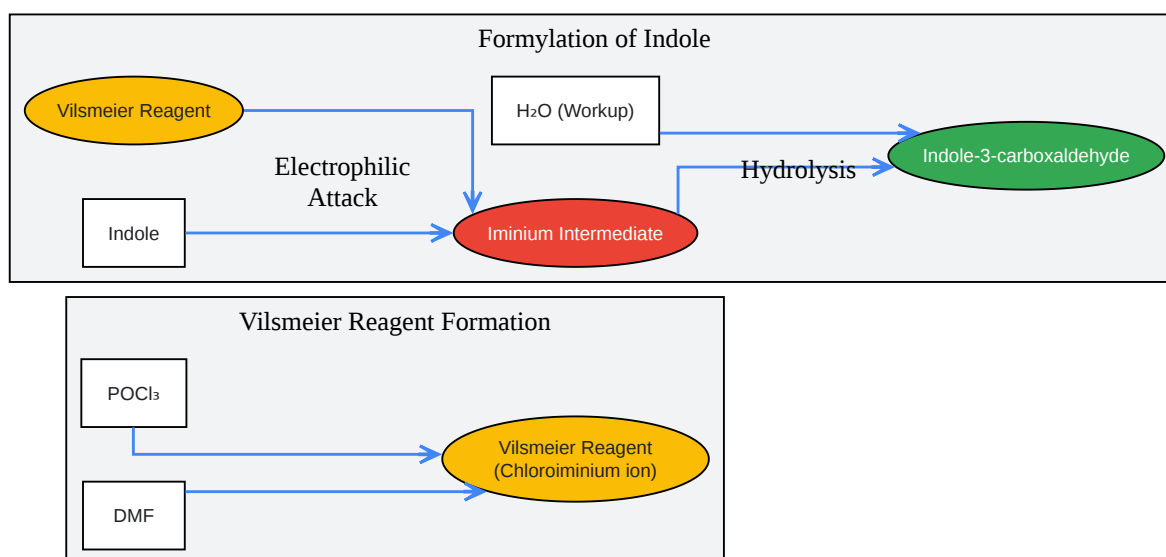 Formylation of Indole
Vilsmeier Reagent
H₂O (Workup)
Indole-3-carboxaldehyde
Electrophilic
Attack
Hydrolysis
Indole
Iminium Intermediate
Vilsmeier Reagent Formation
POCl₃
Vilsmeier Reagent
(Chloroiminium ion)
DMF